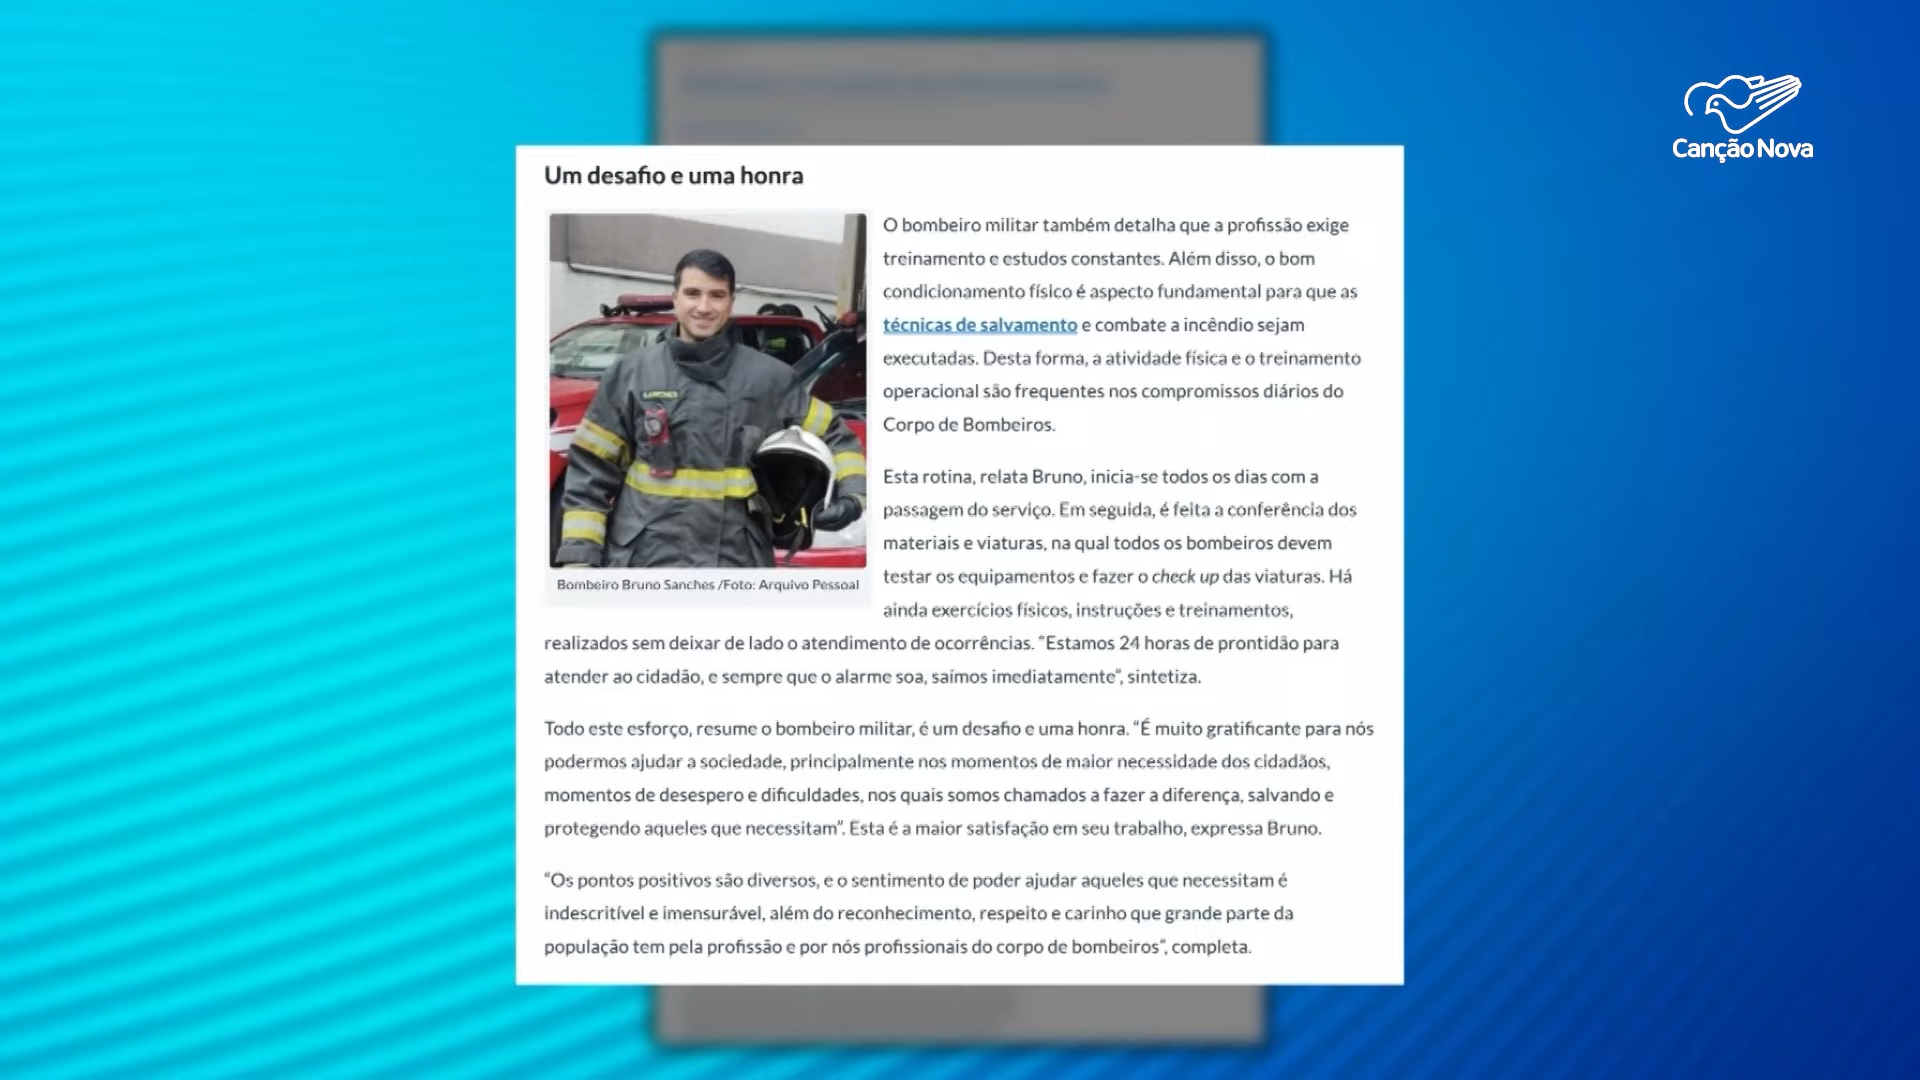 Canção Nova
Um desafio e uma honra
O bombeiro militar também detalha que a profissão exige
treinamento e estudos constantes. Além disso, o bom
condicionamento físico é aspecto fundamental para que as
técnicas de salvamento e combate a incêndio sejam
executadas. Desta forma, a atividade física e o treinamento
operacional são frequentes nos compromissos diários do
Corpo de Bombeiros.
SANCHES
Bombeiro Bruno Sanches /Foto: Arquivo Pessoal
Esta rotina, relata Bruno, inicia-se todos os dias com a
passagem do serviço. Em seguida, é feita a conferência dos
materiais e viaturas, na qual todos os bombeiros devem
testar os equipamentos e fazer o check up das viaturas. Há
ainda exercícios físicos, instruções e treinamentos,
realizados sem deixar de lado o atendimento de ocorrências. “Estamos 24 horas de prontidão para
atender ao cidadão, e sempre que o alarme soa, saímos imediatamente”, sintetiza.
Todo este esforço, resume o bombeiro militar, é um desafio e uma honra. “É muito gratificante para nós
podermos ajudar a sociedade, principalmente nos momentos de maior necessidade dos cidadãos,
momentos de desespero e dificuldades, nos quais somos chamados a fazer a diferença, salvando e
protegendo aqueles que necessitam”. Esta é a maior satisfação em seu trabalho, expressa Bruno.
“Os pontos positivos são diversos, e o sentimento de poder ajudar aqueles que necessitam é
indescritível e imensurável, além do reconhecimento, respeito e carinho que grande parte da
população tem pela profissão e por nós profissionais do corpo de bombeiros”, completa.